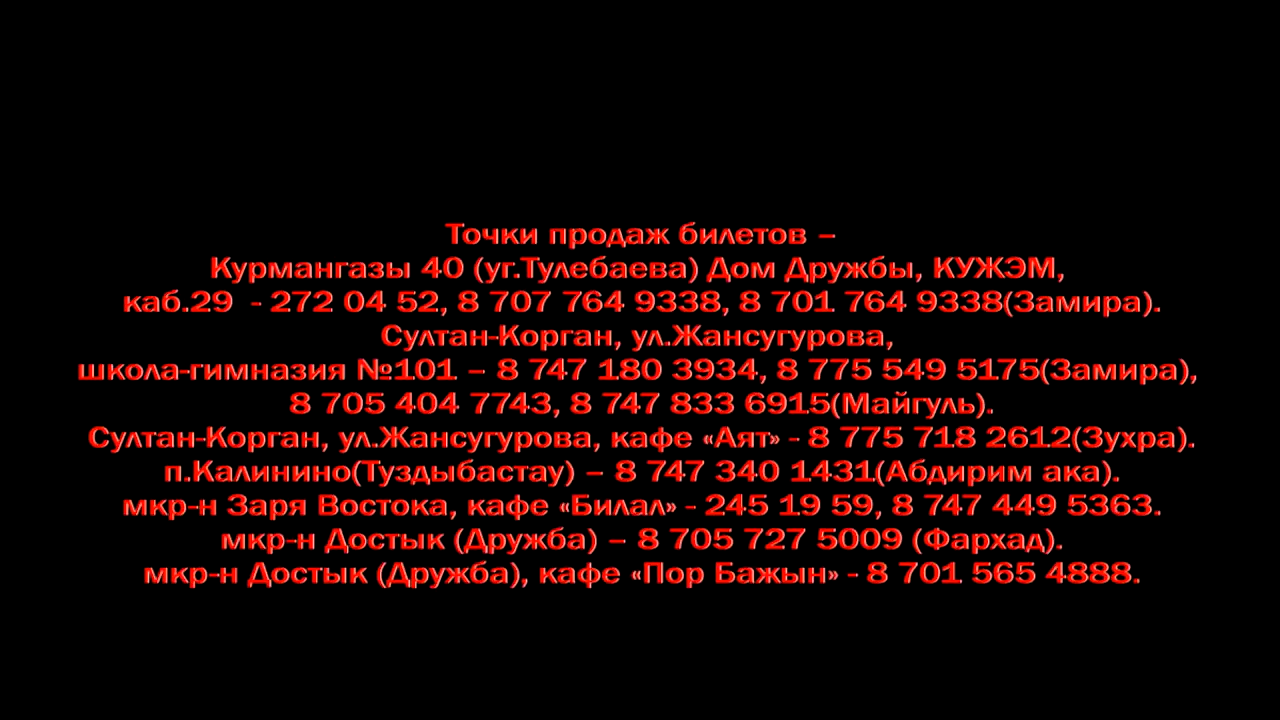 Точки продаж билетов –
Курмангазы 40 (уг.Тулебаева) Дом Дружбы, КУЖЭМ,
каб.29 - 272 04 52, 8 707 764 9338, 8 701 764 9338(Замира).
Султан-Корган, ул.Жансугурова,
школа-гимназия №101 – 8 747 180 3934, 8 775 549 5175(Замира),
8 705 404 7743, 8 747 833 6915(Майгуль).
Султан-Корган, ул.Жансугурова, кафе «Аят» - 8 775 718 2612(Зухра).
п.Калинино(Туздыбастау) – 8 747 340 1431(Абдирим ака).
мкр-н Заря Востока, кафе «Билал» - 245 19 59, 8 747 449 5363.
мкр-н Достык (Дружба) – 8 705 727 5009 (Фархад).
мкр-н Достык (Дружба), кафе «Пор Бажын» - 8 701 565 4888.